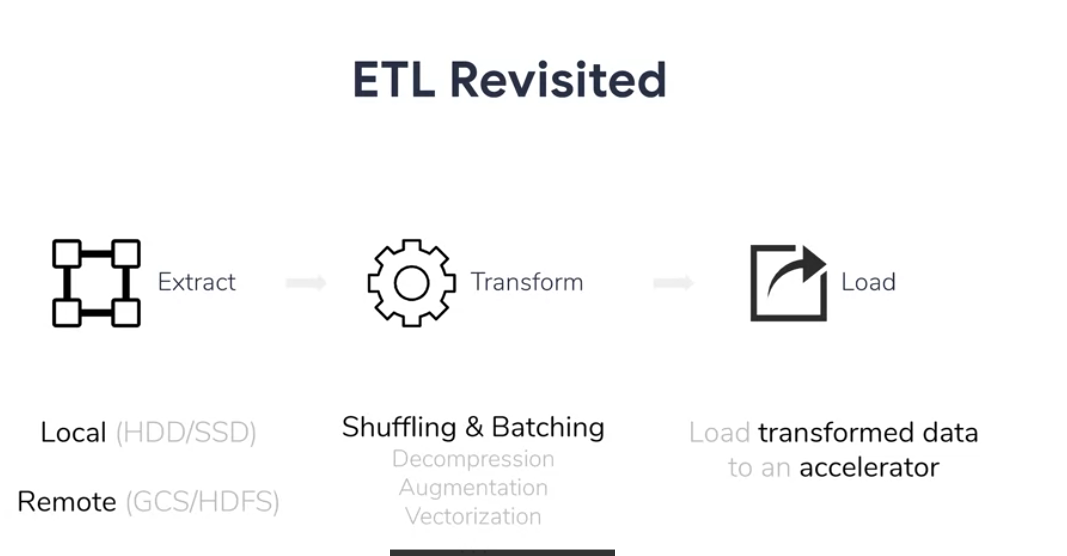 ETL Revisited
Extract
Transform
Load
Local (HDD/SSD)
Remote (GCS/HDFS)
Shuffling & Batching
Decompression
Augmentation
Vectorization
Load transformed data
to an accelerator